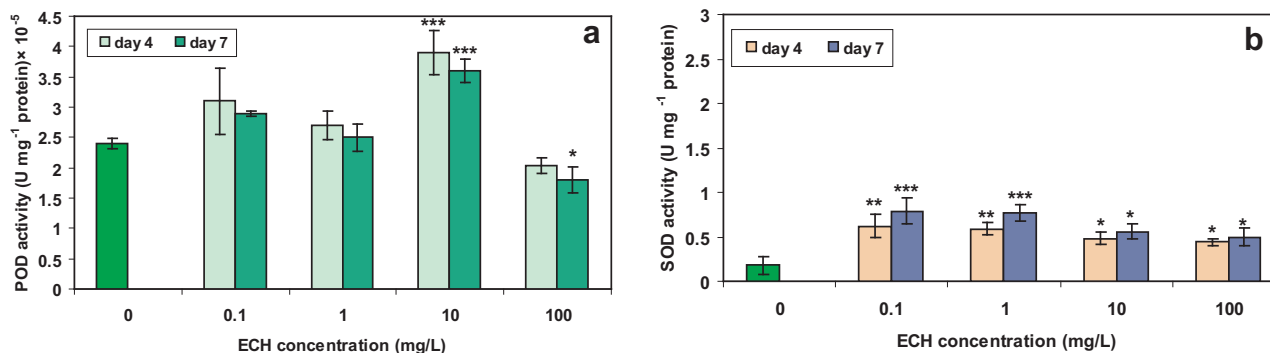 a
day 4 day 7
POD activity (U mg -1 protein)× 10-5
4.5
4
3.5
3
2.5
2
1.5
1
0.5
0
***
***
*
0 0.1 1 10 100
ECH concentration (mg/L)
b
day 4 day 7
SOD activity (U mg -1 protein)
3
2.5
2
1.5
1
0.5
0
** ***
** ***
* *
* *
0 0.1 1 10 100
ECH concentration (mg/L)